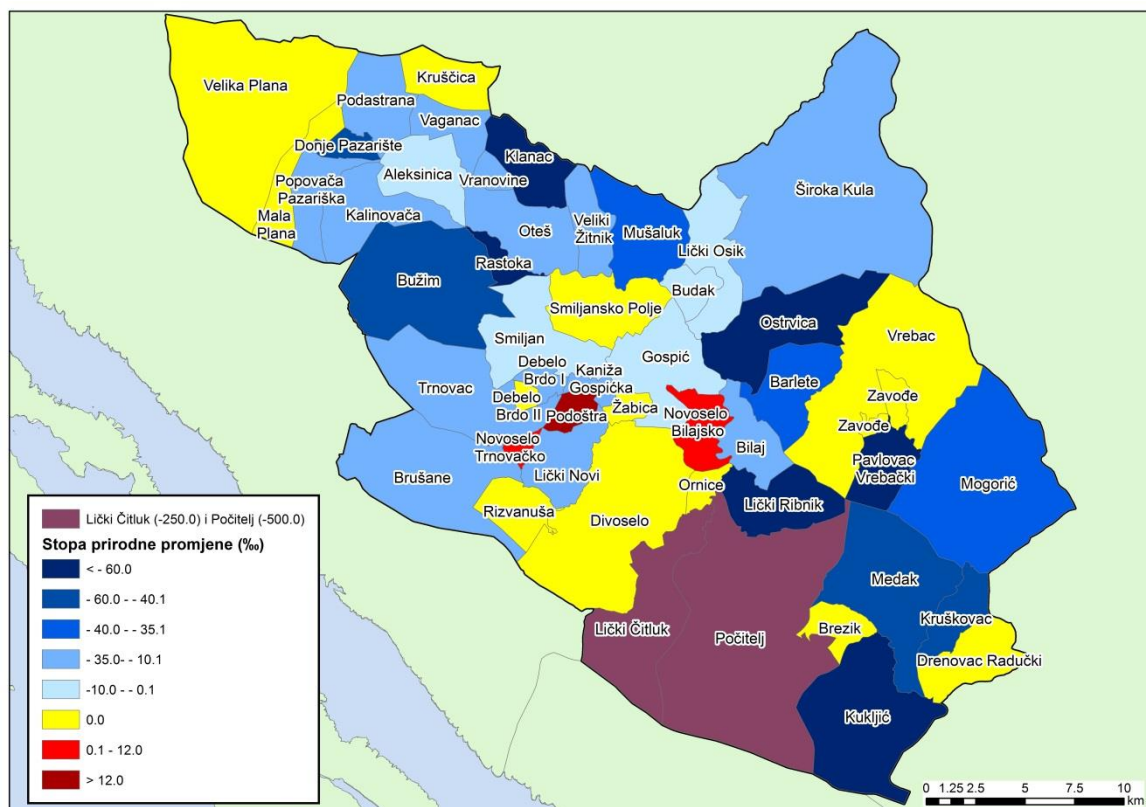 Velika Plana
Kruščica
Podastrana
Vaganac
Donje Pazarište
Klanac
Aleksinica
Vranovine
Popovača
Pazariška
Kalinovača
Mala
Plana
Široka Kula
Oteš
Veliki
Žitnik
Mušaluk
Lički Osik
Rastoka
Bužim
Budak
Smiljansko Polje
Ostrvica
Vrebac
Smiljan
Gospić
Debelo
Brdo I
Kaniža
Gospićka
Trnovac
Barlete
Zavođe
Debelo
Brdo II
Podoštra
Žabica
Novoselo
Bilajsko
Zavođe
Novoselo
Trnovačko
Bilaj
Pavlovac
Vrebački
Brušane
Lički Novi
Mogorić
Ornice
Lički Ribnik
Rizvanuša
Divoselo
Medak
Kruškovac
Lički Čitluk
Počitelj
Brezik
Drenovac Radučki
Kukljić
Lički Čitluk (-250.0) i Počitelj (-500.0)
Stopa prirodne promjene (‰)
< - 60.0
- 60.0 - - 40.1
- 40.0 - - 35.1
- 35.0- - 10.1
-10.0 - - 0.1
0.0
0.1 - 12.0
> 12.0
0 1.25 2.5 5 7.5 10
km